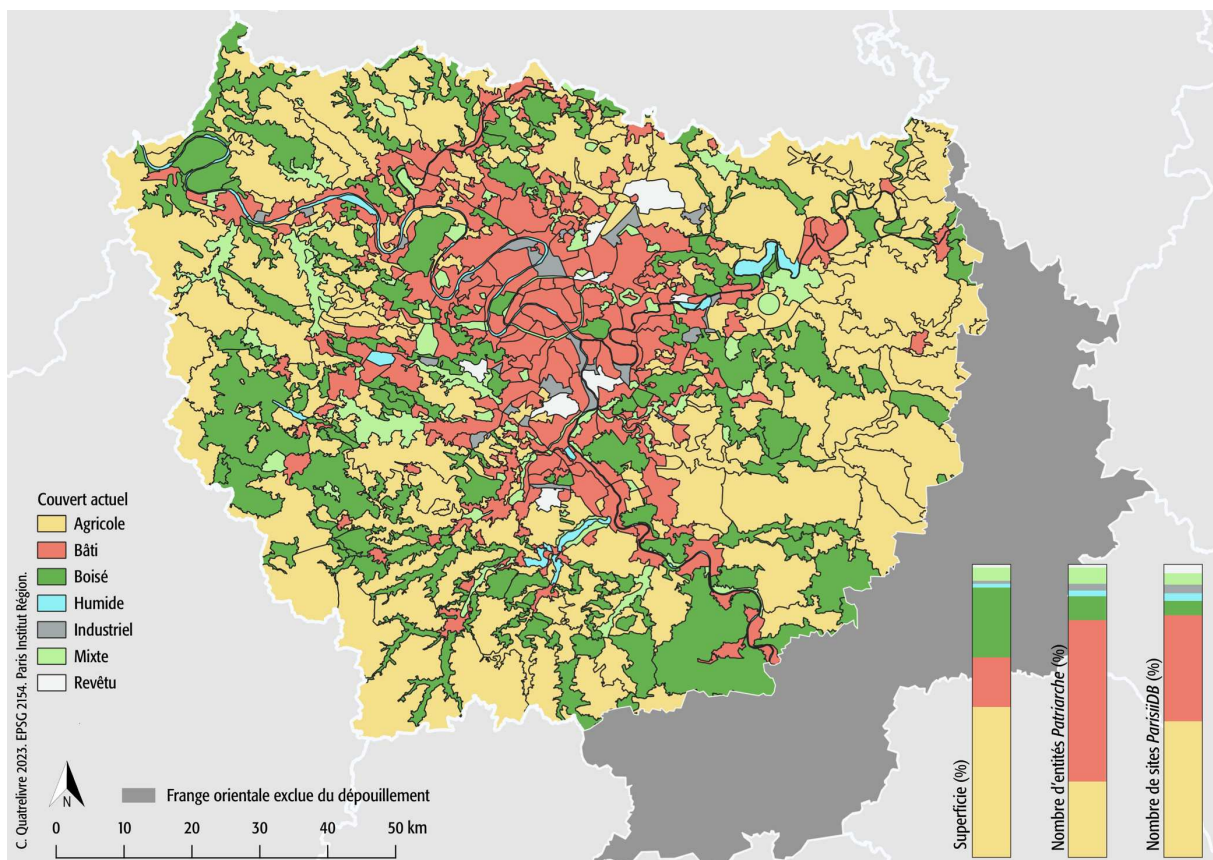 Couvert actuel
Agricole
Bâti
Boisé
Humide
Industriel
Mixte
Revêtu
C. Quatrelivre 2023. EPSG 2154. Paris Institut Région.
N
Frange orientale exclue du dépouillement
0 10 20 30 40 50 km
Superficie (%)
Nombre d'entités Patriarche (%)
Nombre de sites ParisiiDB (%)